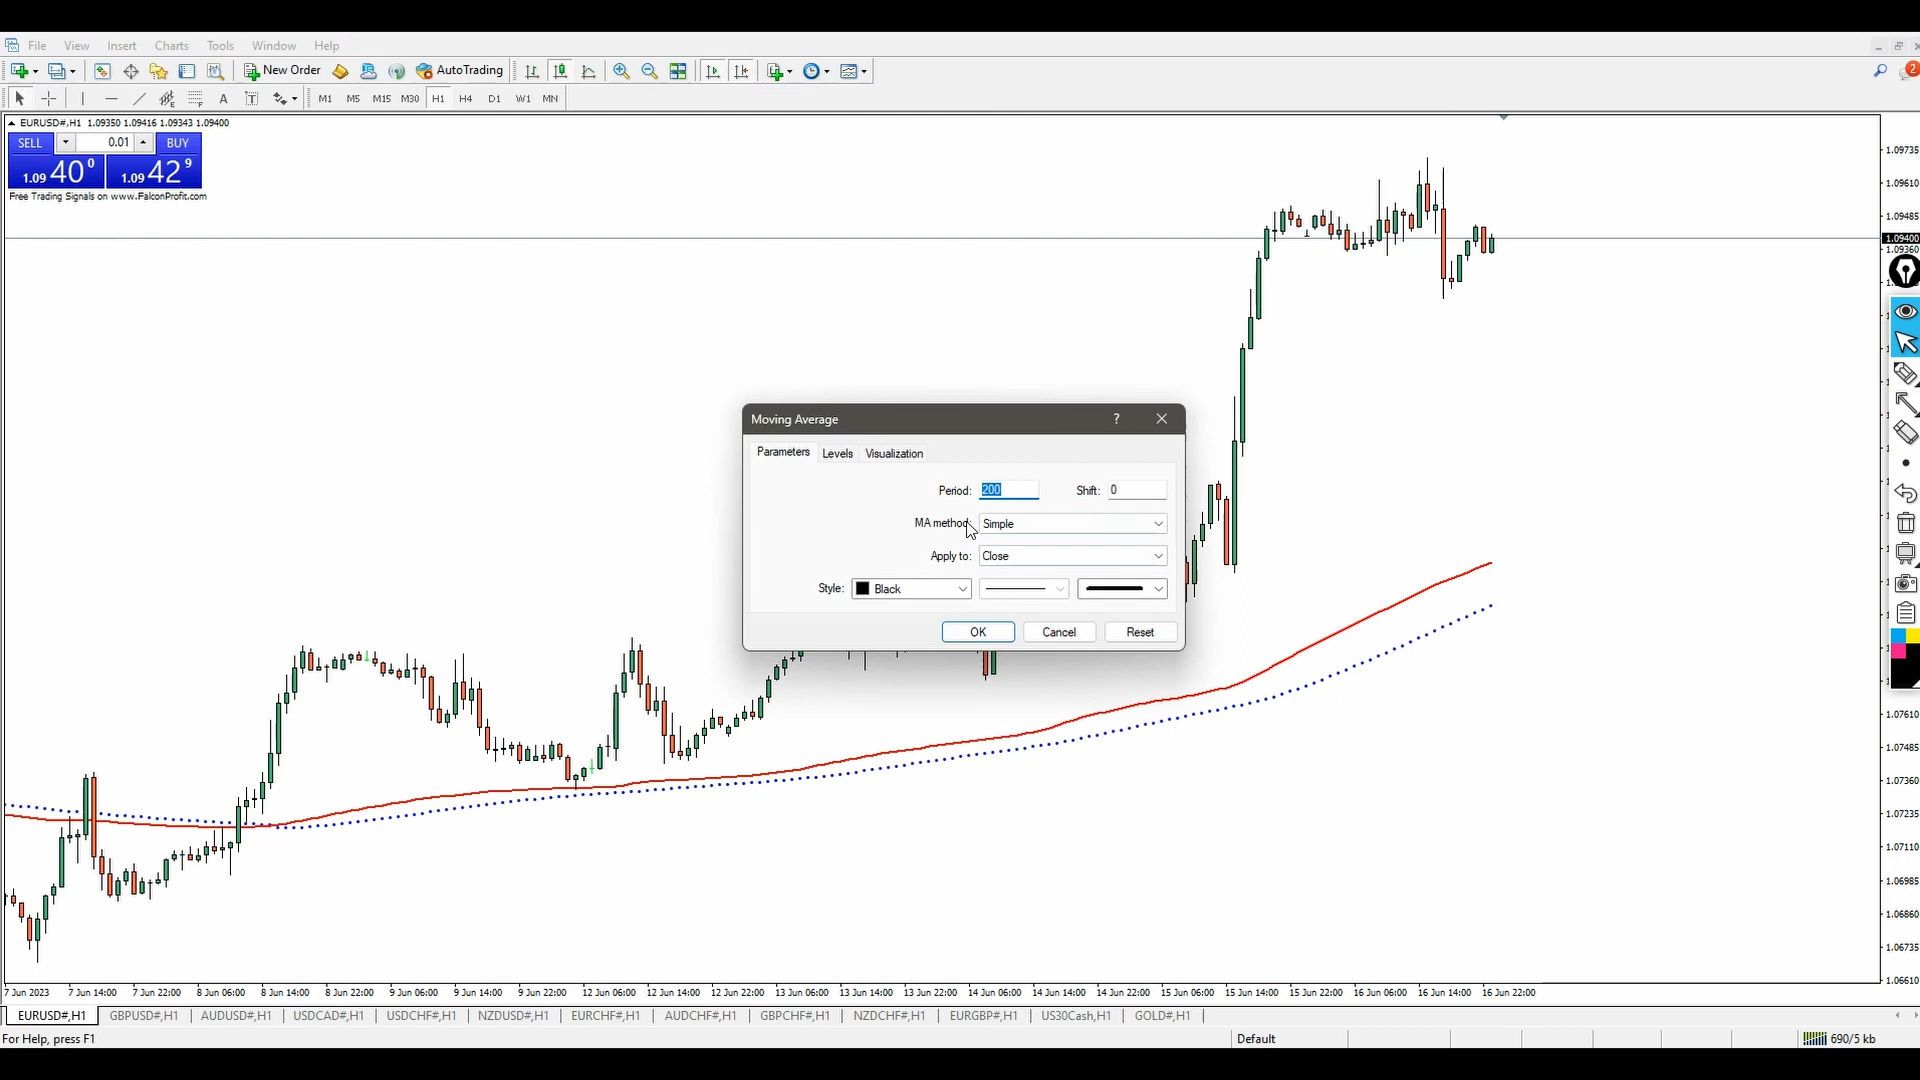 File View Insert Charts Tools Window Help
New Order AutoTrading
2
A T M1 M5 M15 M30 H1 H4 D1 W1 MN
EURUSD#,H1 1.09350 1.09416 1.09343 1.09400
SELL 0.01 BUY
1.09 40 0 1.09 42 9
Free Trading Signals on www.FalconProfit.com
1.09735
1.09610
1.09485
1.09400
1.09360
Moving Average ?
Parameters Levels Visualization
Period: 200 Shift: 0
MA method: Simple
Apply to: Close
Style: Black
OK Cancel Reset
1.07610
1.07485
1.07360
1.07235
1.07110
1.06985
1.06860
1.06735
1.06610
7 Jun 2023 7 Jun 14:00 7 Jun 22:00 8 Jun 06:00 8 Jun 14:00 8 Jun 22:00 9 Jun 06:00 9 Jun 14:00 9 Jun 22:00 12 Jun 06:00 12 Jun 14:00 12 Jun 22:00 13 Jun 06:00 13 Jun 14:00 13 Jun 22:00 14 Jun 06:00 14 Jun 14:00 14 Jun 22:00 15 Jun 06:00 15 Jun 14:00 15 Jun 22:00 16 Jun 06:00 16 Jun 14:00 16 Jun 22:00
EURUSD#,H1 GBPUSD#,H1 AUDUSD#,H1 USDCAD#,H1 USDCHF#,H1 NZDUSD#,H1 EURCHF#,H1 AUDCHF#,H1 GBPCHF#,H1 NZDCHF#,H1 EURGBP#,H1 US30Cash,H1 GOLD#,H1
For Help, press F1 Default 690/5 kb